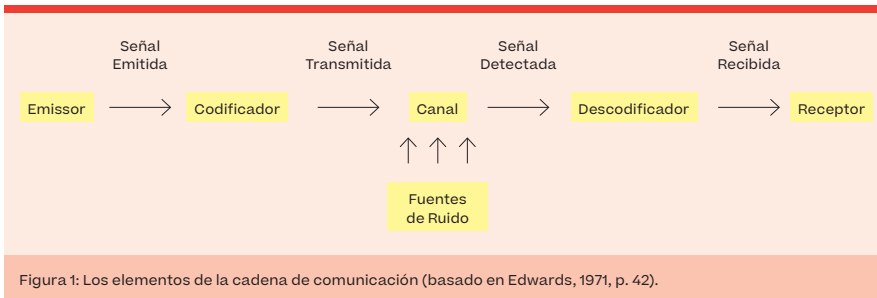 Señal
Emitida
Señal
Transmitida
Señal
Detectada
Señal
Recibida
Emissor
Codificador
Canal
Descodificador
Receptor
Fuentes
de Ruido
Figura 1: Los elementos de la cadena de comunicación (basado en Edwards, 1971, p. 42).